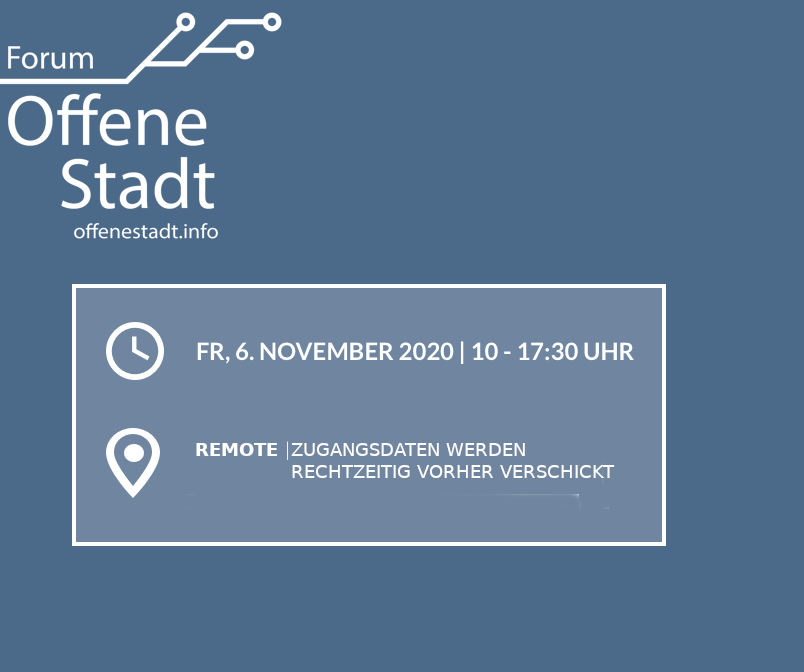 Forum
Offene
Stadt
offenestadt.info
FR, 6. NOVEMBER 2020 | 10 - 17:30 UHR
REMOTE | ZUGANGSDATEN WERDEN
RECHTZEITIG VORHER VERSCHICKT